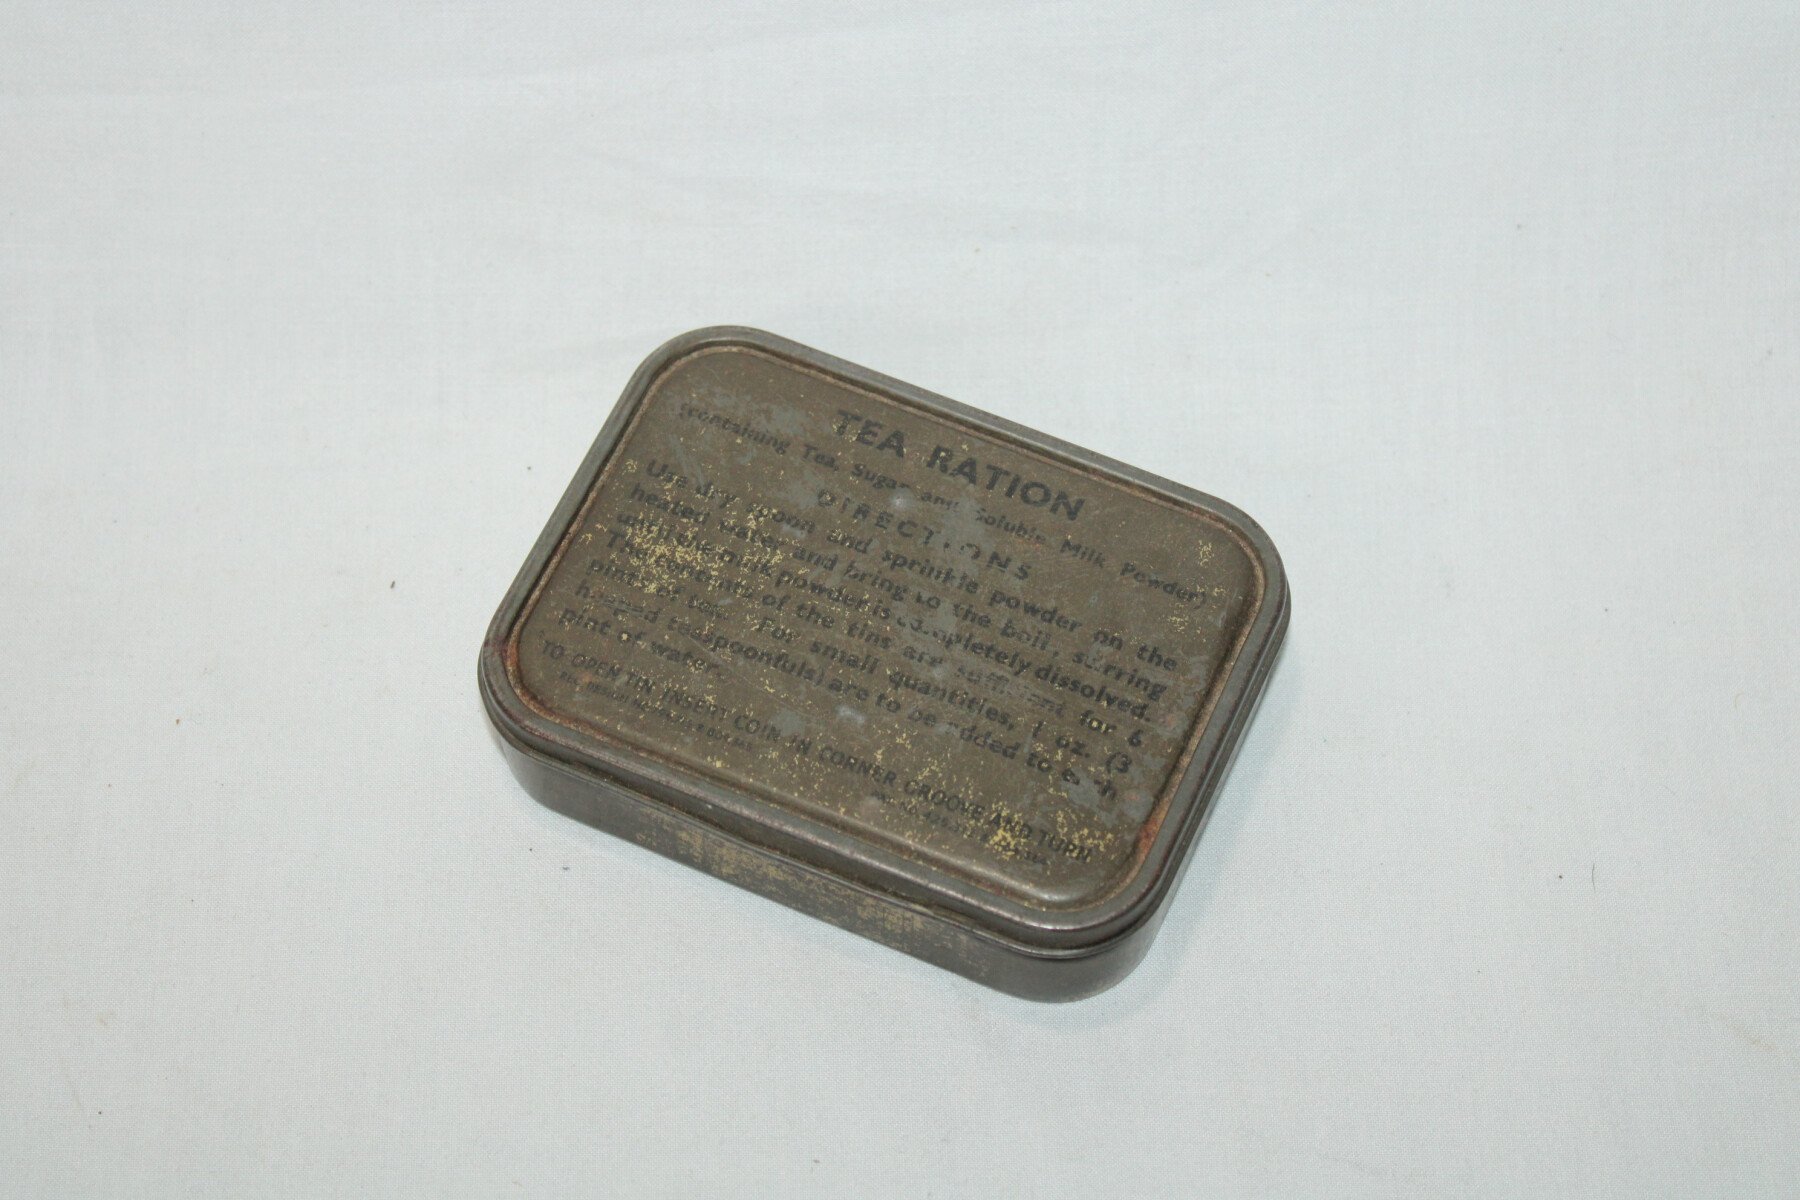 TEA RATION
(containing Tea, Sugar and Soluble Milk Powder)
DIRECTIONS
Use dry spoon and sprinkle powder on the
heated water and bring to the boil, stirring
until the milk powder is completely dissolved.
The contents of the tins are sufficient for 6
pints of tea. For small quantities, 1 oz. (3
heaped teaspoonfuls) are to be added to each
pint of water.
TO OPEN TIN INSERT COIN IN CORNER GROOVE AND TURN
REG. DESIGN